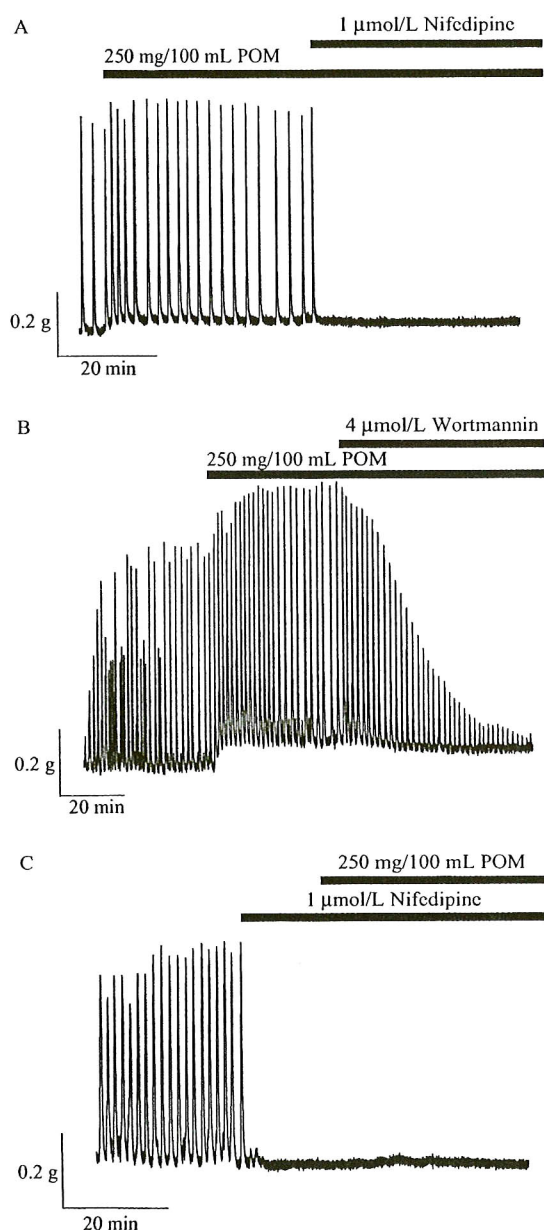 A
1 μmol/L Nifedipine
250 mg/100 mL POM
0.2 g
20 min
B
4 μmol/L Wortmannin
250 mg/100 mL POM
0.2 g
20 min
C
250 mg/100 mL POM
1 μmol/L Nifedipine
0.2 g
20 min